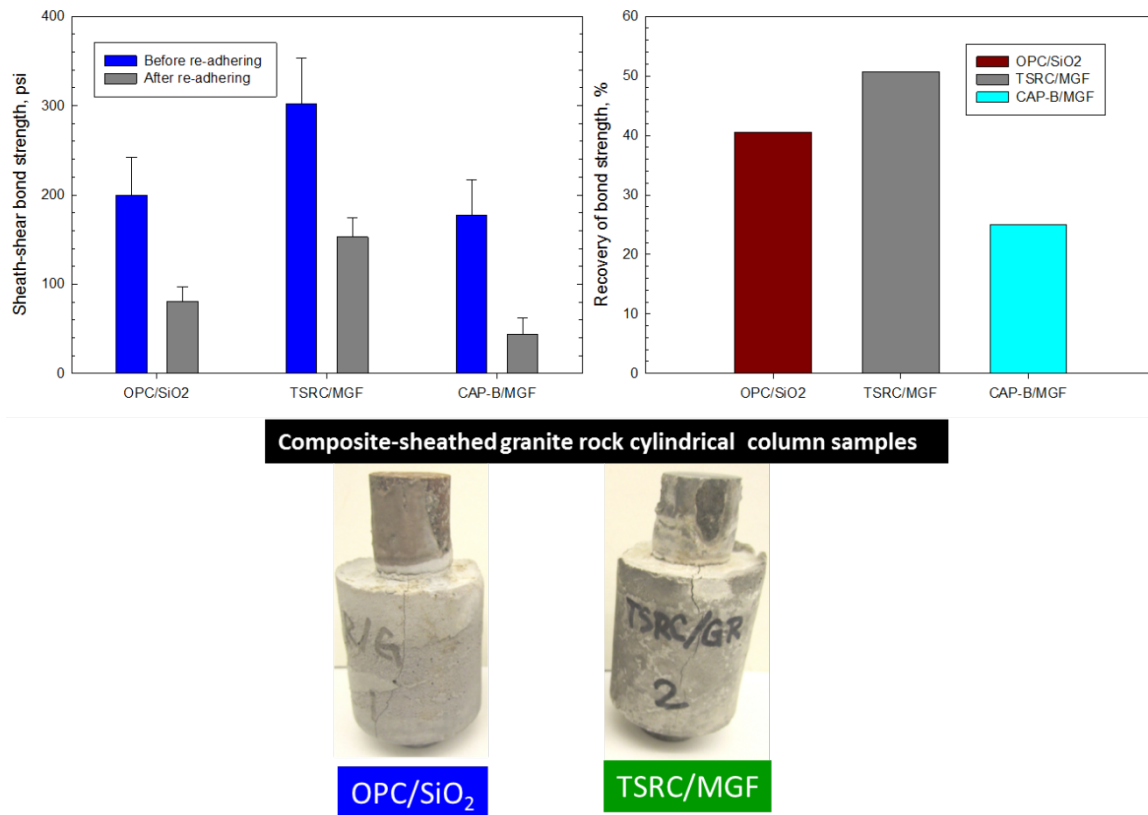 400
300
200
100
0
Sheath-shear bond strength, psi
Before re-adhering
After re-adhering
OPC/SiO2
TSRC/MGF
CAP-B/MGF
60
50
40
30
20
10
0
Recovery of bond strength, %
OPC/SiO2
TSRC/MGF
CAP-B/MGF
OPC/SiO2
TSRC/MGF
CAP-B/MGF
Composite-sheathed granite rock cylindrical column samples
R/G
TSRC/GR
2
OPC/SiO₂
TSRC/MGF